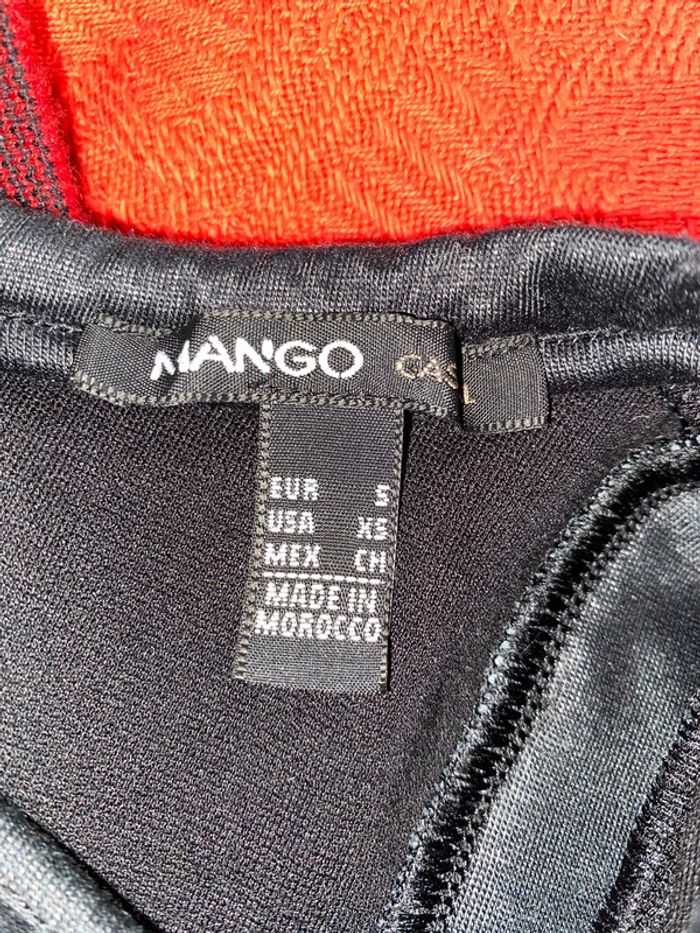 MANGO
EUR S
USA XS
MEX CH
MADE IN
MOROCCO